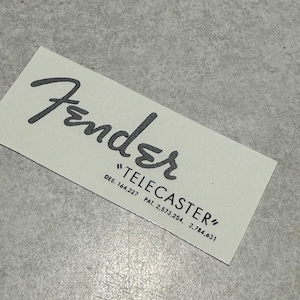 Fender
"TELECASTER"
DES. 164,227 PAT. 2,573,254. 2,784,631